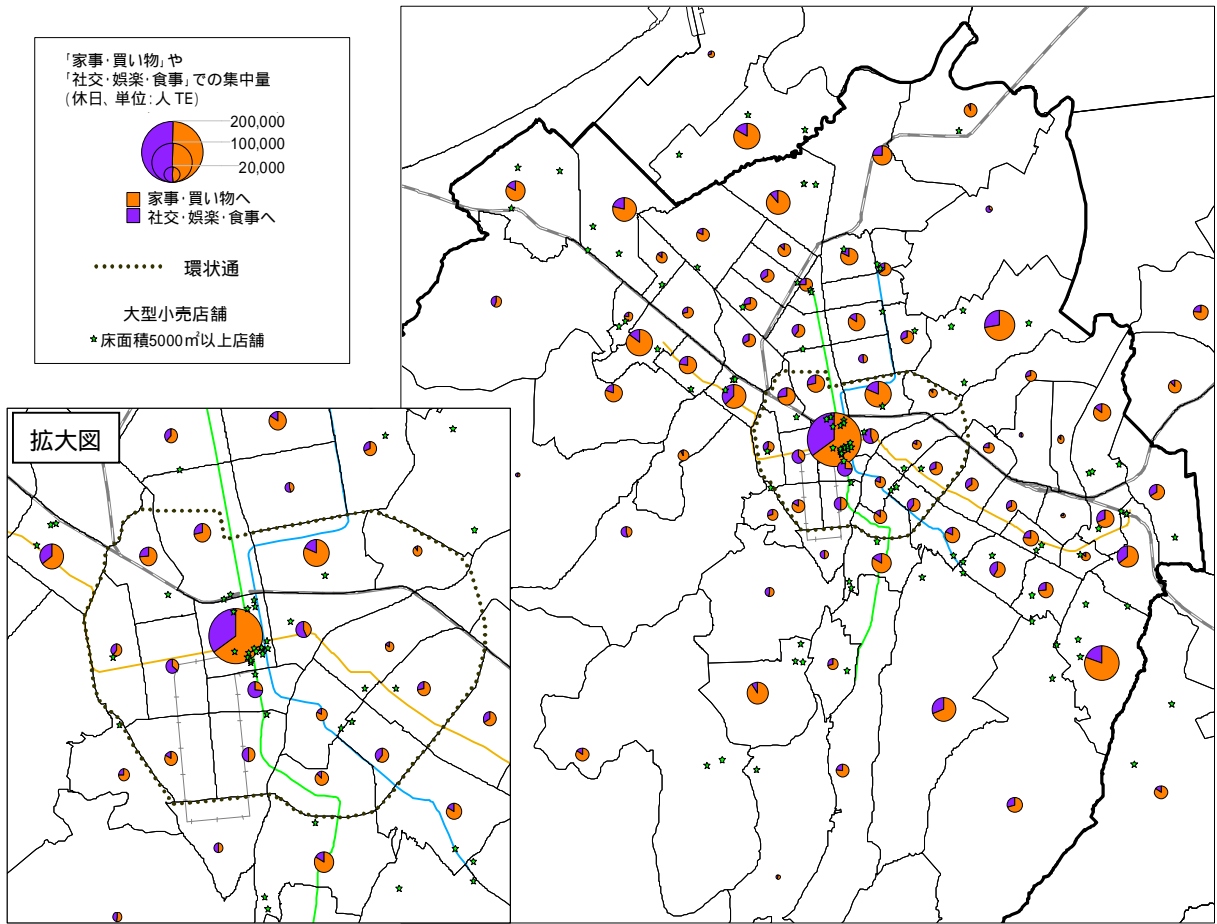 「家事・買い物」や
「社交・娯楽・食事」での集中量
(休日、単位:人TE)
200,000
100,000
20,000
家事・買い物へ
社交・娯楽・食事へ
環状通
大型小売店舗
床面積5000㎡以上店舗
拡大図